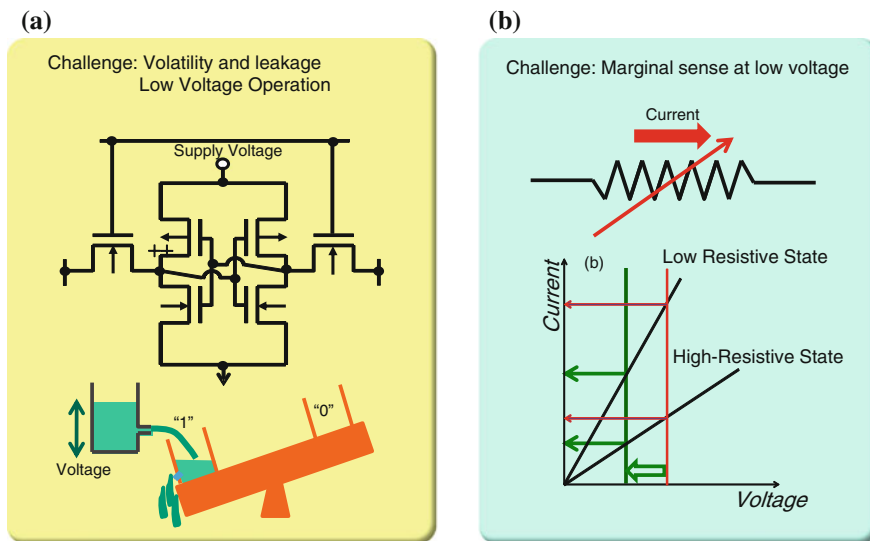 (a)
Challenge: Volatility and leakage
Low Voltage Operation
Supply Voltage
++
"1"
"0"
Voltage
(b)
Challenge: Marginal sense at low voltage
Current
(b)
Low Resistive State
Current
High-Resistive State
Voltage